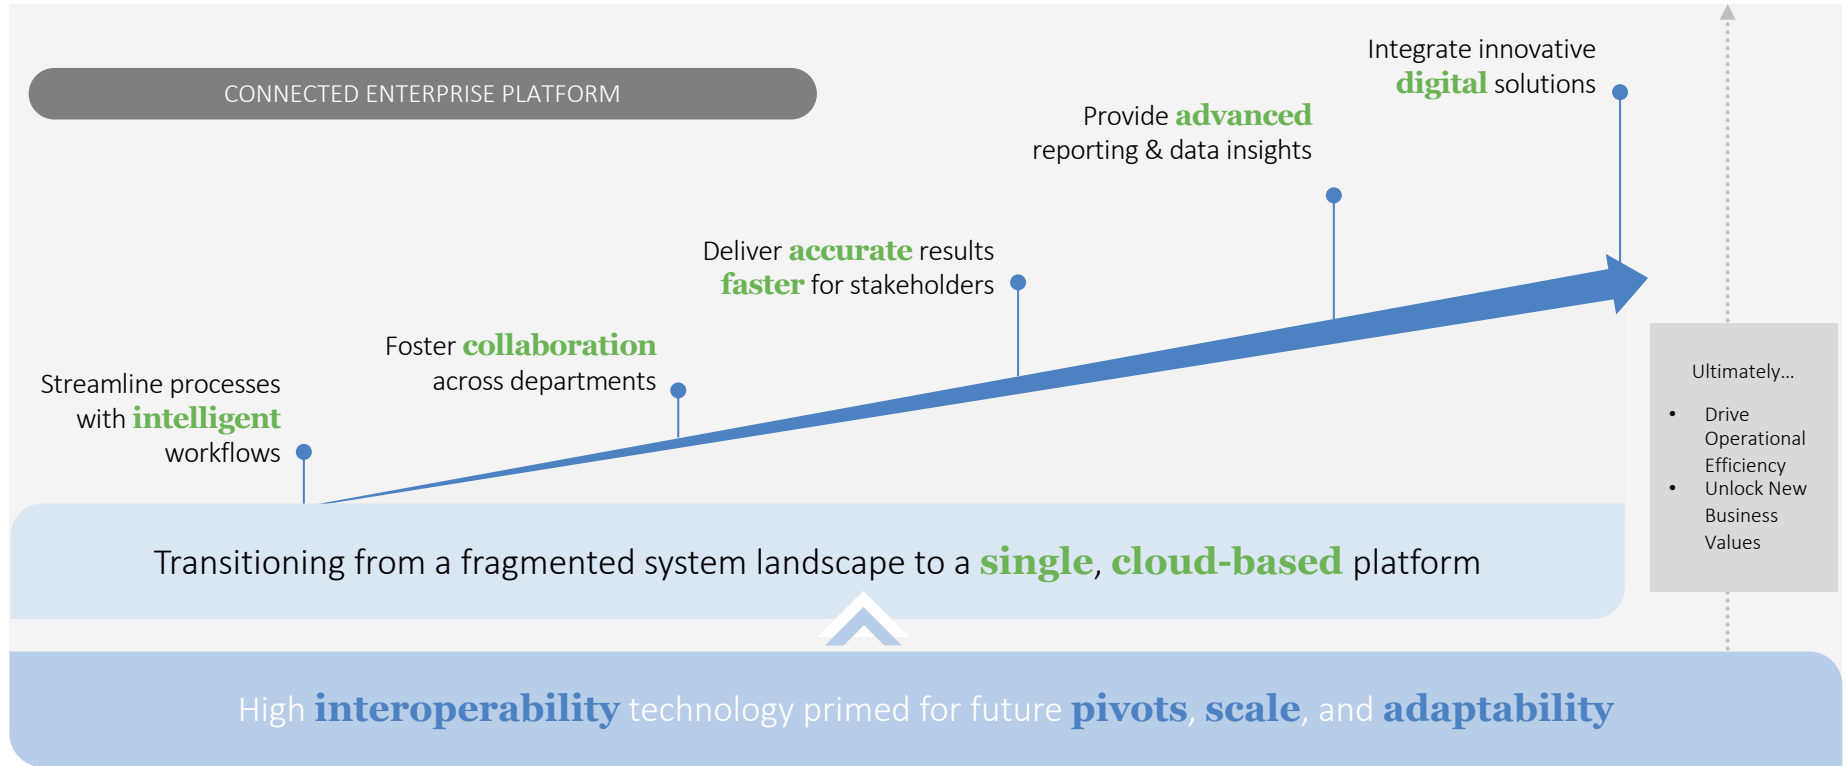 CONNECTED ENTERPRISE PLATFORM
Integrate innovative
digital solutions
Provide advanced
reporting & data insights
Deliver accurate results
faster for stakeholders
Foster collaboration
across departments
Streamline processes
with intelligent
workflows
Ultimately...
• Drive
Operational
Efficiency
• Unlock New
Business
Values
Transitioning from a fragmented system landscape to a single, cloud-based platform
High interoperability technology primed for future pivots, scale, and adaptability